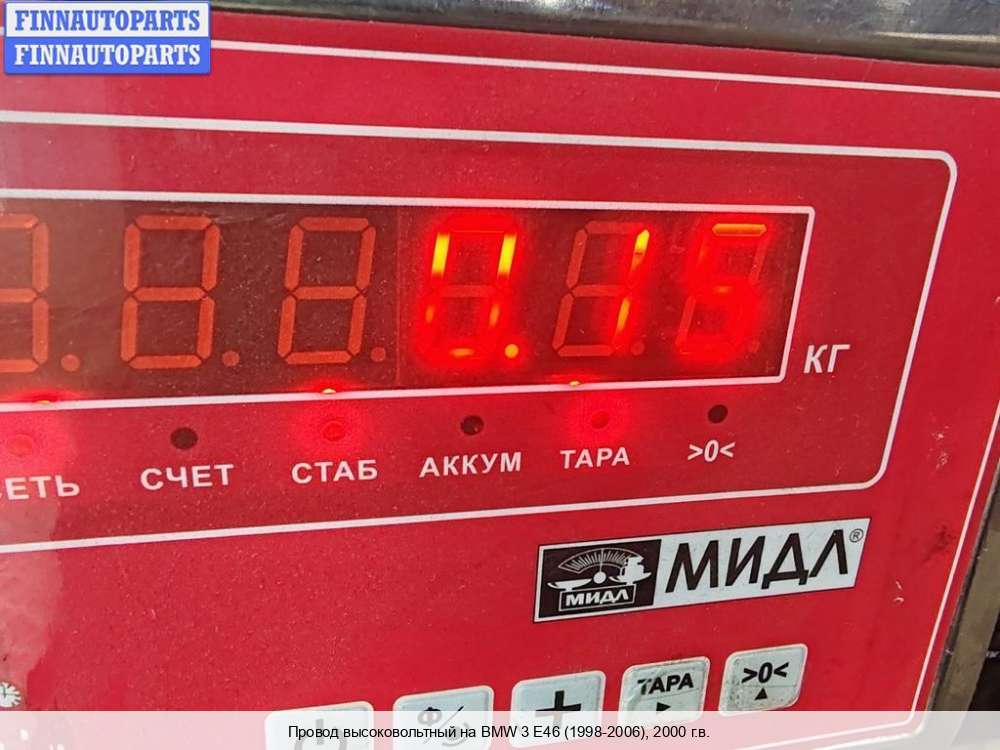 FINNAUTOPARTS
FINNAUTOPARTS
0.15
КГ
СЧЕТ
СТАБ
АККУМ
ТАРА
>0<
МИДЛ
МИДЛ®
ТАРА
>0<
Провод высоковольтный на BMW 3 E46 (1998-2006), 2000 г.в.